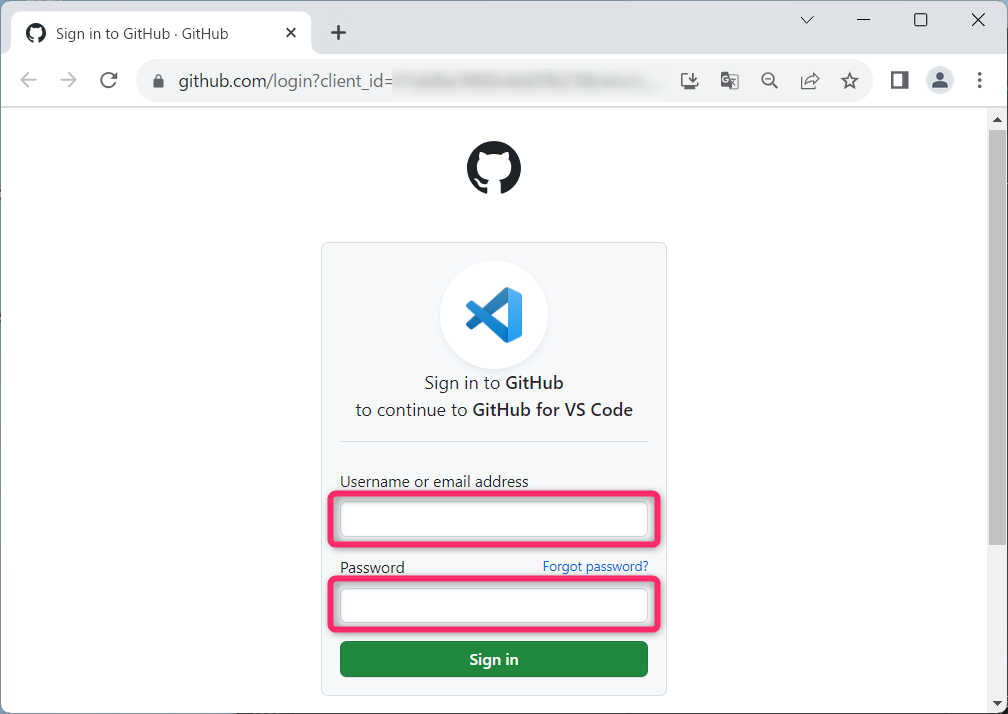 Sign in to GitHub · GitHub
github.com/login?client_id=
Sign in to GitHub
to continue to GitHub for VS Code
Username or email address
Password
Forgot password?
Sign in